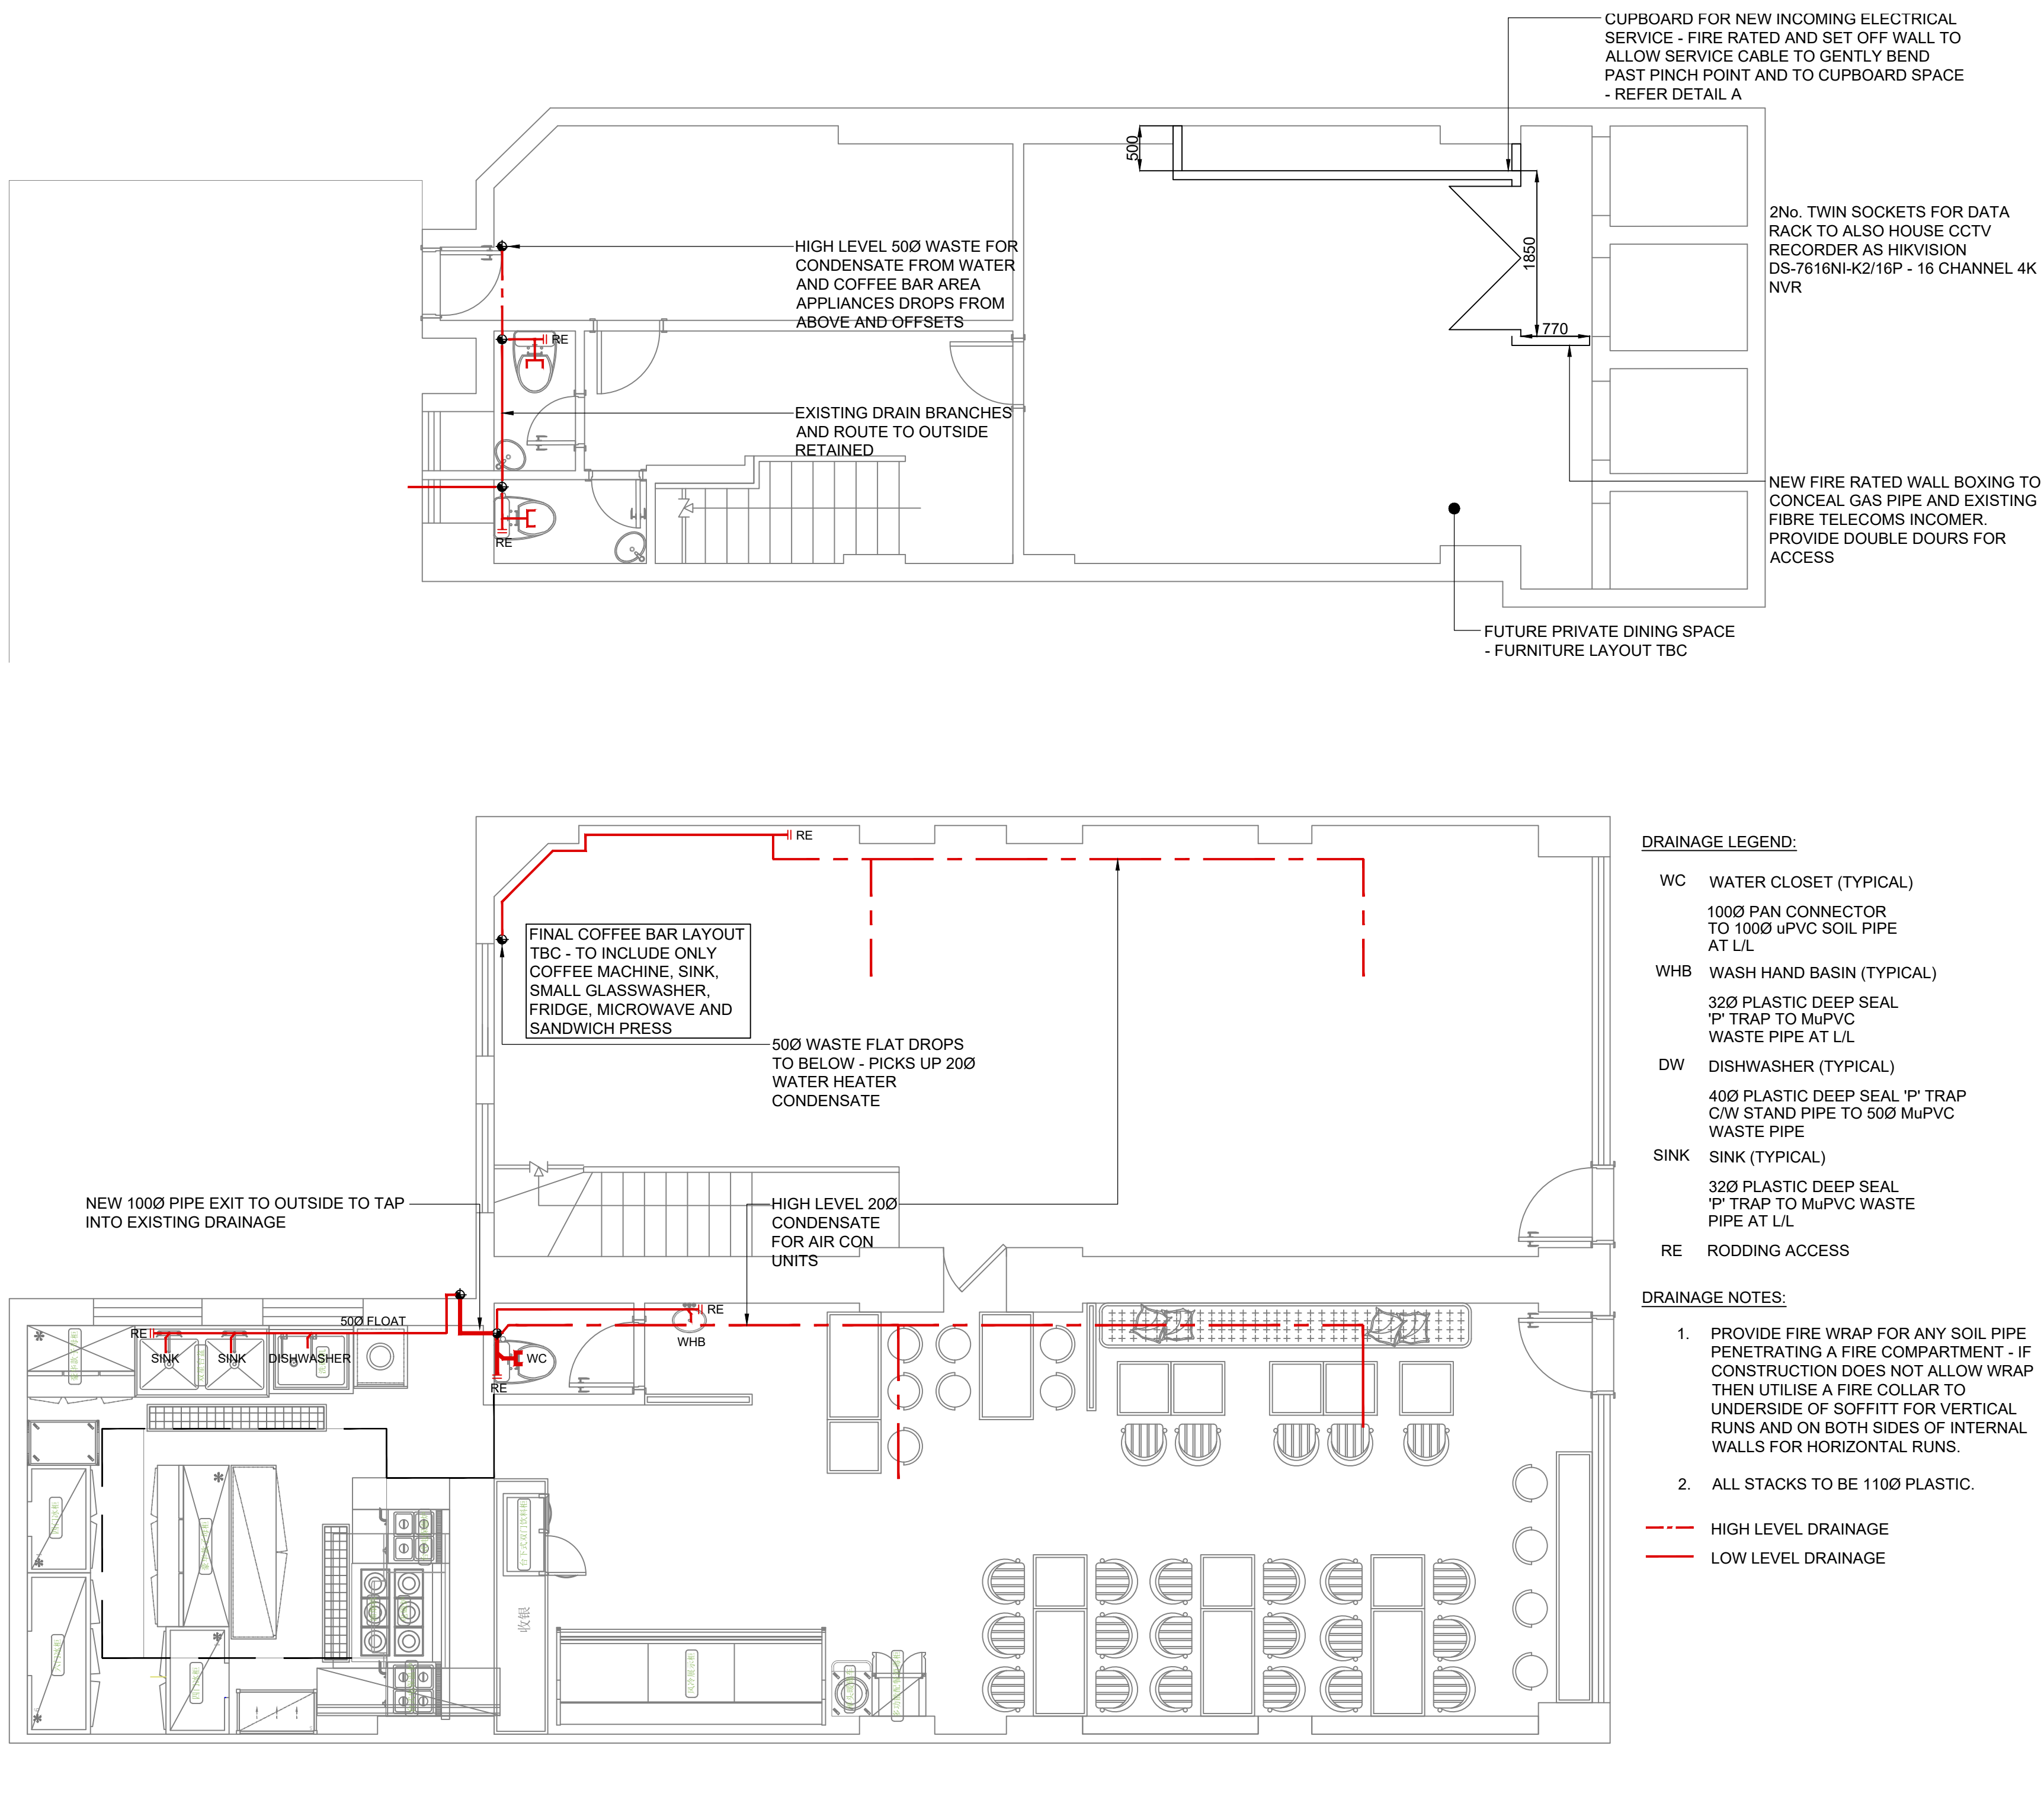 CUPBOARD FOR NEW INCOMING ELECTRICAL
SERVICE - FIRE RATED AND SET OFF WALL TO
ALLOW SERVICE CABLE TO GENTLY BEND
PAST PINCH POINT AND TO CUPBOARD SPACE
- REFER DETAIL A
500
1850
770
2No. TWIN SOCKETS FOR DATA
RACK TO ALSO HOUSE CCTV
RECORDER AS HIKVISION
DS-7616NI-K2/16P - 16 CHANNEL 4K
NVR
HIGH LEVEL 50Ø WASTE FOR
CONDENSATE FROM WATER
AND COFFEE BAR AREA
APPLIANCES DROPS FROM
ABOVE AND OFFSETS
RE
EXISTING DRAIN BRANCHES
AND ROUTE TO OUTSIDE
RETAINED
RE
NEW FIRE RATED WALL BOXING TO
CONCEAL GAS PIPE AND EXISTING
FIBRE TELECOMS INCOMER.
PROVIDE DOUBLE DOURS FOR
ACCESS
FUTURE PRIVATE DINING SPACE
- FURNITURE LAYOUT TBC
RE
FINAL COFFEE BAR LAYOUT
TBC - TO INCLUDE ONLY
COFFEE MACHINE, SINK,
SMALL GLASSWASHER,
FRIDGE, MICROWAVE AND
SANDWICH PRESS
50Ø WASTE FLAT DROPS
TO BELOW - PICKS UP 20Ø
WATER HEATER
CONDENSATE
NEW 100Ø PIPE EXIT TO OUTSIDE TO TAP
INTO EXISTING DRAINAGE
HIGH LEVEL 20Ø
CONDENSATE
FOR AIR CON
UNITS
50Ø FLOAT
RE
SINK
SINK
DISHWASHER
WC
RE
RE
WHB
收银
DRAINAGE LEGEND:
WC WATER CLOSET (TYPICAL)
100Ø PAN CONNECTOR
TO 100Ø uPVC SOIL PIPE
AT L/L
WHB WASH HAND BASIN (TYPICAL)
32Ø PLASTIC DEEP SEAL
'P' TRAP TO MuPVC
WASTE PIPE AT L/L
DW DISHWASHER (TYPICAL)
40Ø PLASTIC DEEP SEAL 'P' TRAP
C/W STAND PIPE TO 50Ø MuPVC
WASTE PIPE
SINK SINK (TYPICAL)
32Ø PLASTIC DEEP SEAL
'P' TRAP TO MuPVC WASTE
PIPE AT L/L
RE RODDING ACCESS
DRAINAGE NOTES:
1. PROVIDE FIRE WRAP FOR ANY SOIL PIPE
PENETRATING A FIRE COMPARTMENT - IF
CONSTRUCTION DOES NOT ALLOW WRAP
THEN UTILISE A FIRE COLLAR TO
UNDERSIDE OF SOFFITT FOR VERTICAL
RUNS AND ON BOTH SIDES OF INTERNAL
WALLS FOR HORIZONTAL RUNS.
2. ALL STACKS TO BE 110Ø PLASTIC.
HIGH LEVEL DRAINAGE
LOW LEVEL DRAINAGE